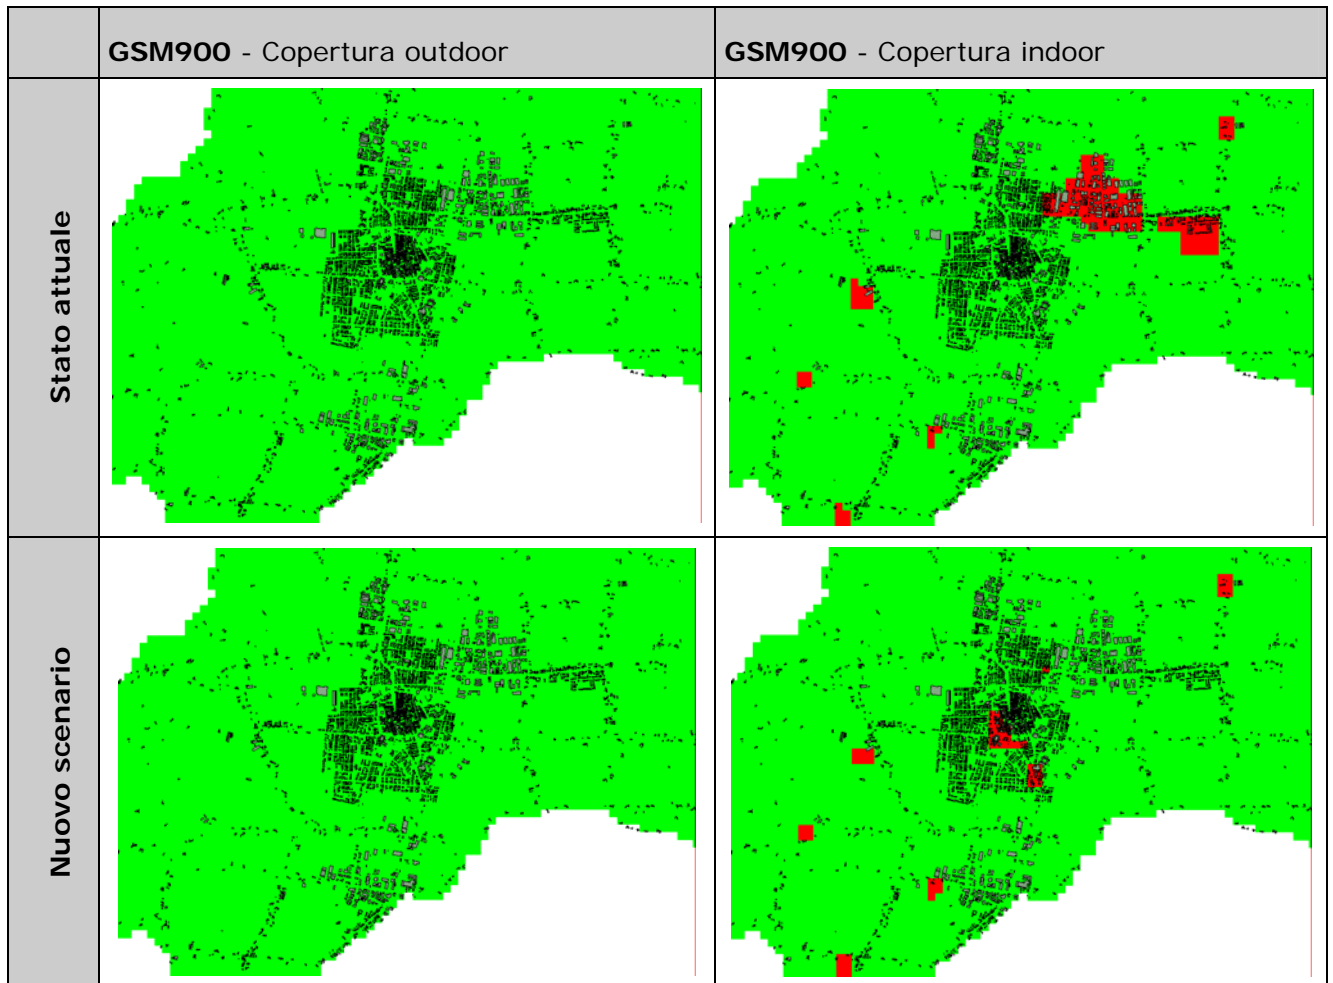 GSM900 - Copertura outdoor
GSM900 - Copertura indoor
Stato attuale
Nuovo scenario